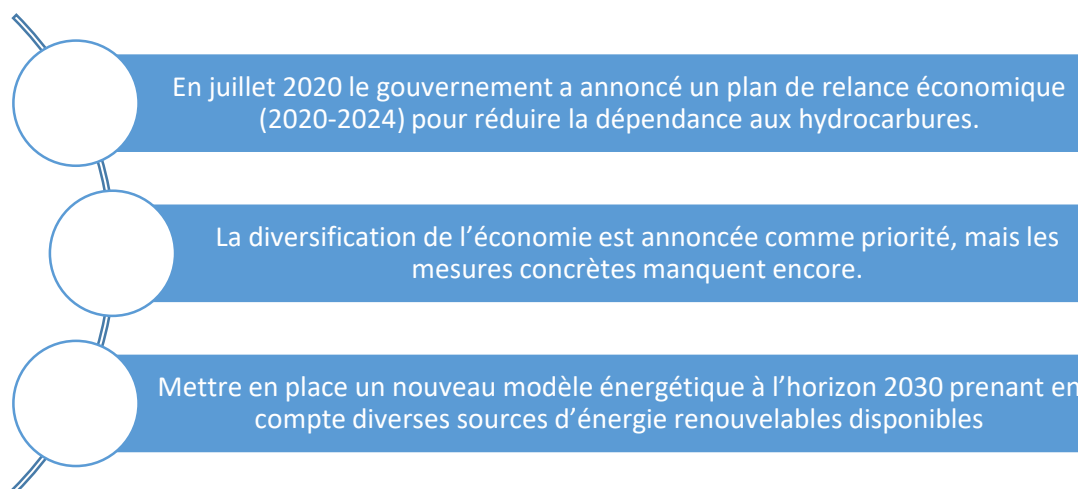 En juillet 2020 le gouvernement a annoncé un plan de relance économique
(2020-2024) pour réduire la dépendance aux hydrocarbures.
La diversification de l’économie est annoncée comme priorité, mais les
mesures concrètes manquent encore.
Mettre en place un nouveau modèle énergétique à l’horizon 2030 prenant en
compte diverses sources d’énergie renouvelables disponibles